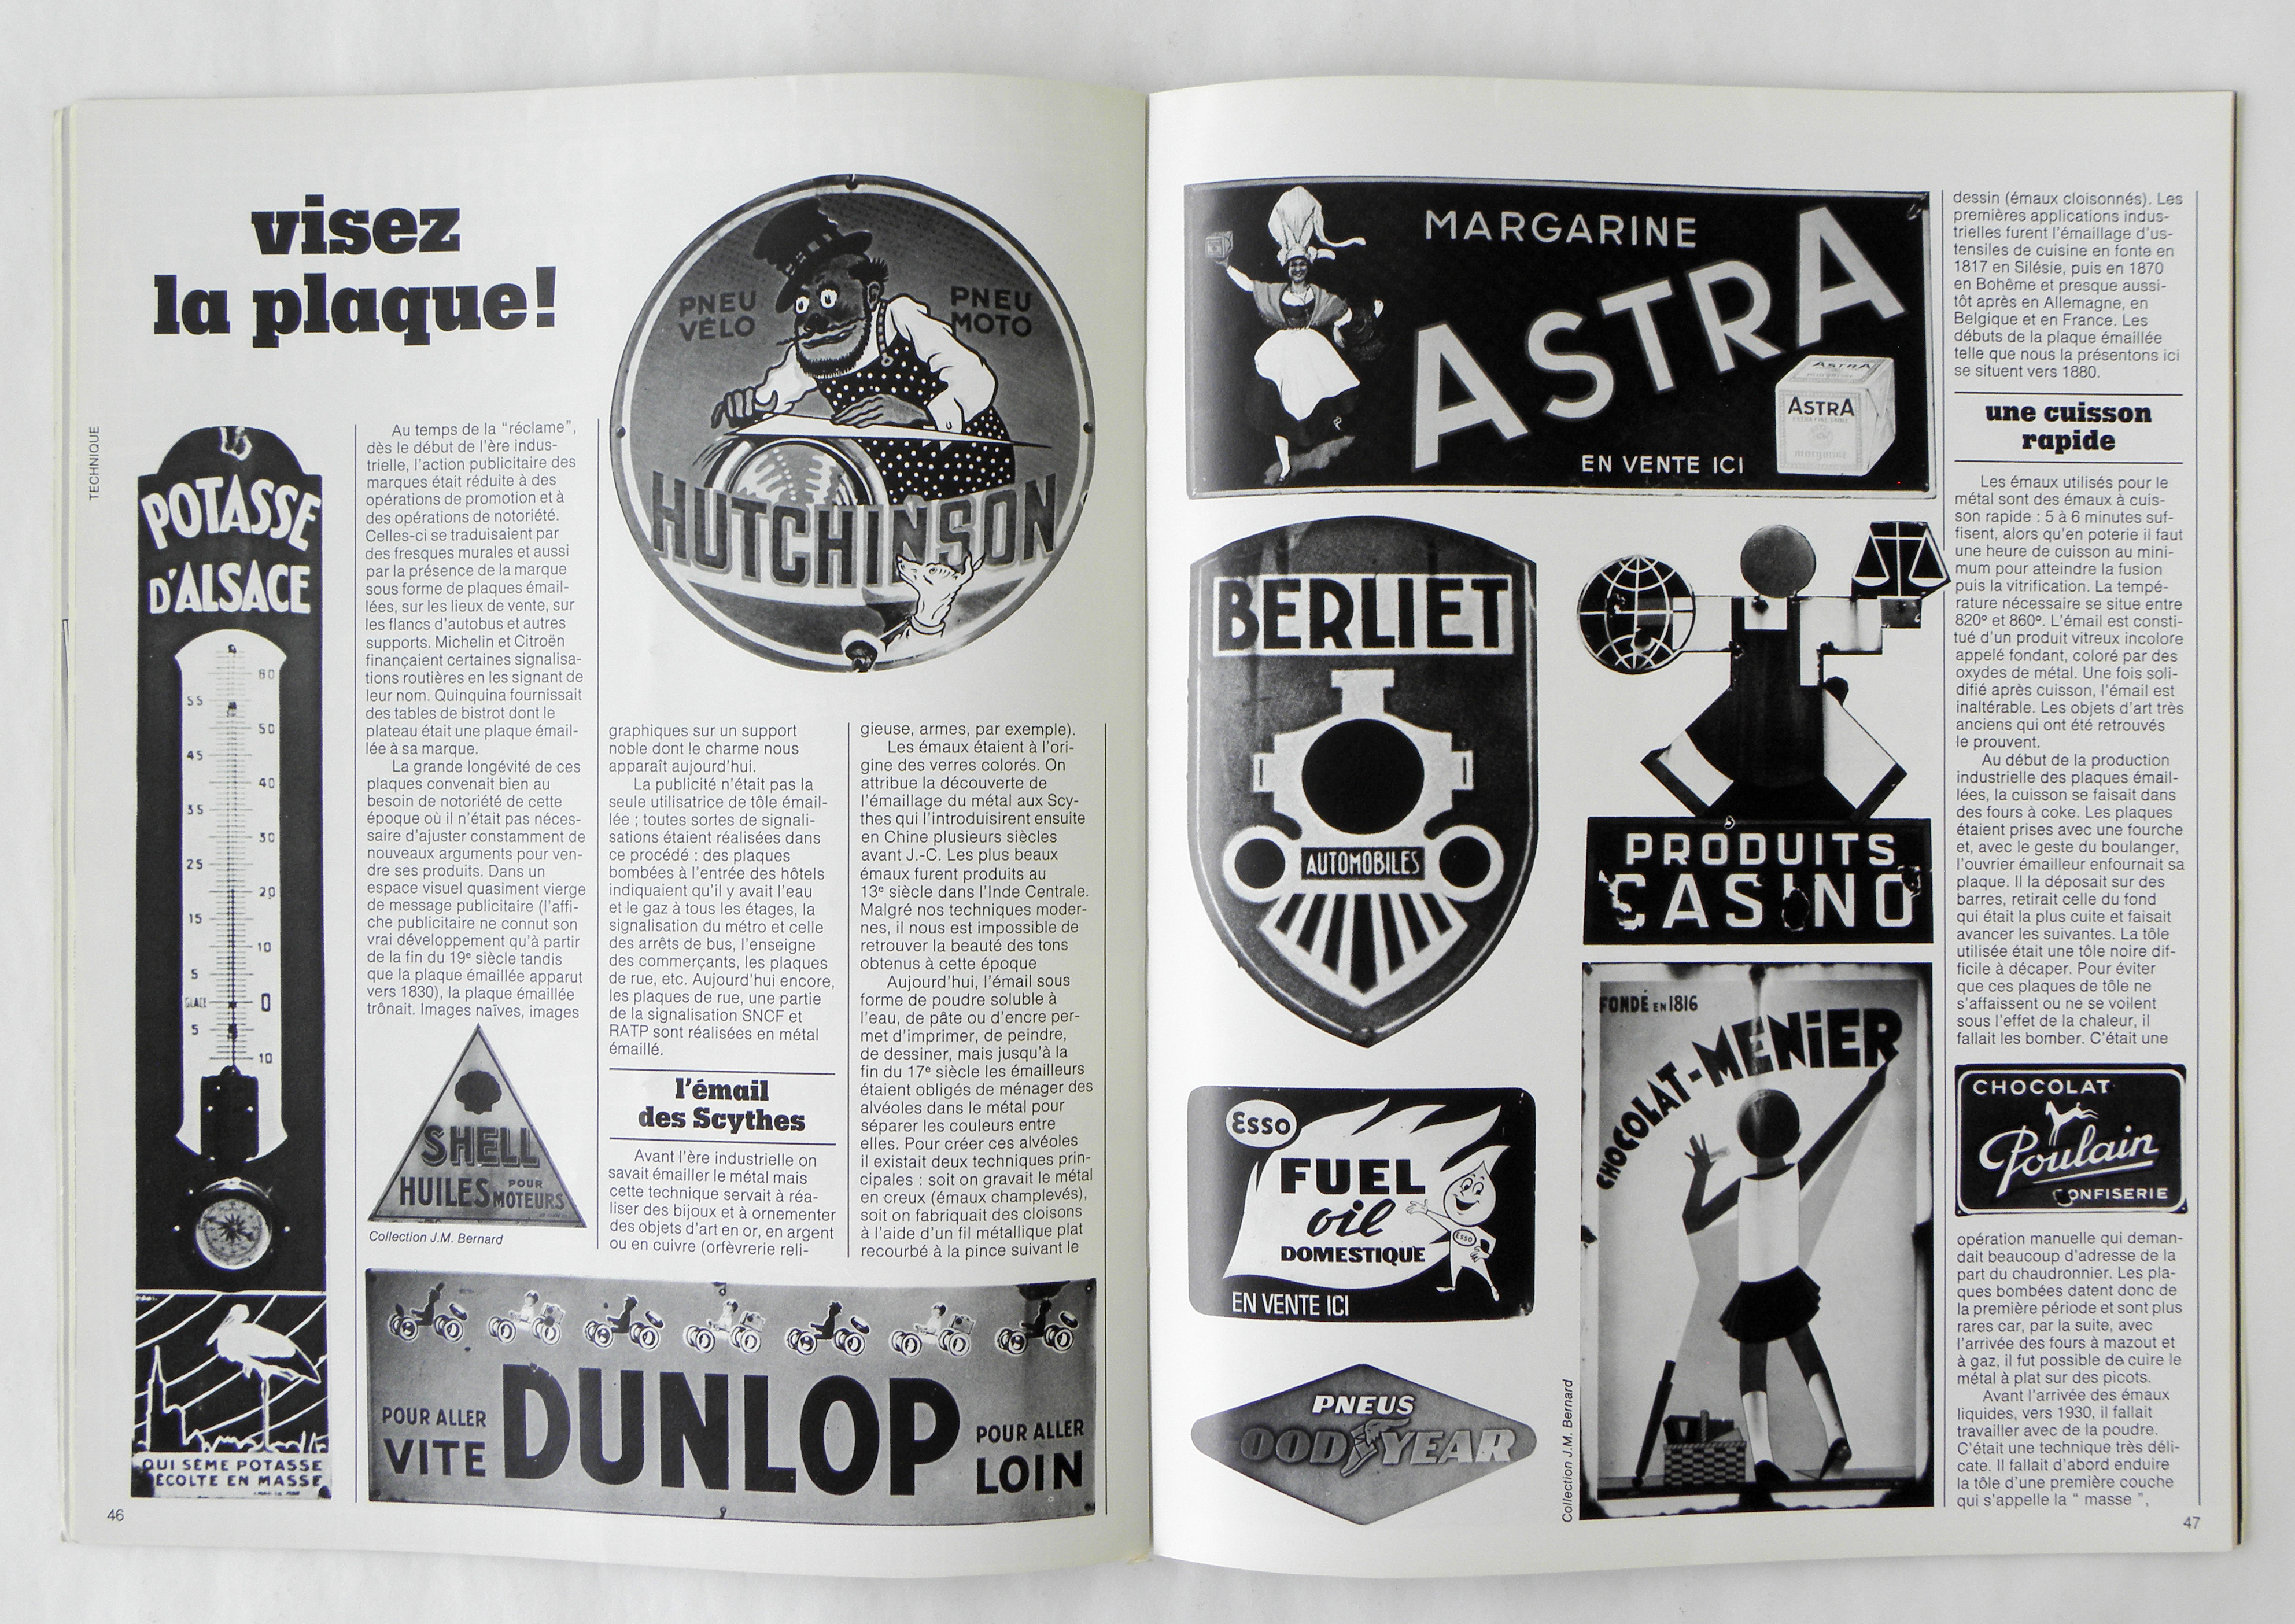 visez
la plaque!
TECHNIQUE
POTASSE
D'ALSACE
60
55
50
45
40
35
30
25
20
15
10
5
GLACE 0
5
10
QUI SÈME POTASSE
ÉCOLTE EN MASSE
46
Au temps de la “réclame”,
dès le début de l'ère indus-
trielle, l'action publicitaire des
marques était réduite à des
opérations de promotion et à
des opérations de notoriété.
Celles-ci se traduisaient par
des fresques murales et aussi
par la présence de la marque
sous forme de plaques émail-
lées, sur les lieux de vente, sur
les flancs d'autobus et autres
supports. Michelin et Citroën
finançaient certaines signalisa-
tions routières en les signant de
leur nom. Quinquina fournissait
des tables de bistrot dont le
plateau était une plaque émail-
lée à sa marque.
La grande longévité de ces
plaques convenait bien au
besoin de notoriété de cette
époque où il n'était pas néces-
saire d'ajuster constamment de
nouveaux arguments pour ven-
dre ses produits. Dans un
espace visuel quasiment vierge
de message publicitaire (l'affi-
che publicitaire ne connut son
vrai développement qu'à partir
de la fin du 19e siècle tandis
que la plaque émaillée apparut
vers 1830), la plaque émaillée
trônait. Images naïves, images
SHELL
HUILES POUR MOTEURS
Collection J.M. Bernard
PNEU
VÉLO
PNEU
MOTO
HUTCHINSON
graphiques sur un support
noble dont le charme nous
apparaît aujourd'hui.
La publicité n'était pas la
seule utilisatrice de tôle émail-
lée ; toutes sortes de signali-
sations étaient réalisées dans
ce procédé : des plaques
bombées à l'entrée des hôtels
indiquaient qu'il y avait l'eau
et le gaz à tous les étages, la
signalisation du métro et celle
des arrêts de bus, l'enseigne
des commerçants, les plaques
de rue, etc. Aujourd'hui encore,
les plaques de rue, une partie
de la signalisation SNCF et
RATP sont réalisées en métal
émaillé.
l'émail
des Scythes
Avant l'ère industrielle on
savait émailler le métal mais
cette technique servait à réa-
liser des bijoux et à ornementer
des objets d'art en or, en argent
ou en cuivre (orfèvrerie reli-
gieuse, armes, par exemple).
Les émaux étaient à l'ori-
gine des verres colorés. On
attribue la découverte de
l'émaillage du métal aux Scy-
thes qui l'introduisirent ensuite
en Chine plusieurs siècles
avant J.-C. Les plus beaux
émaux furent produits au
13e siècle dans l'Inde Centrale.
Malgré nos techniques moder-
nes, il nous est impossible de
retrouver la beauté des tons
obtenus à cette époque
Aujourd'hui, l'émail sous
forme de poudre soluble à
l'eau, de pâte ou d'encre per-
met d'imprimer, de peindre,
de dessiner, mais jusqu'à la
fin du 17e siècle les émailleurs
étaient obligés de ménager des
alvéoles dans le métal pour
séparer les couleurs entre
elles. Pour créer ces alvéoles
il existait deux techniques prin-
cipales : soit on gravait le métal
en creux (émaux champlevés),
soit on fabriquait des cloisons
à l'aide d'un fil métallique plat
recourbé à la pince suivant le
POUR ALLER
VITE
DUNLOP
POUR ALLER
LOIN
MARGARINE
ASTRA
ASTRA
ASTRA
margarine
EN VENTE ICI
BERLIET
AUTOMOBILES
PRODUITS
CASINO
Esso
FUEL
oil
DOMESTIQUE
Esso
EN VENTE ICI
PNEUS
GOODYEAR
FONDÉ EN 1816
CHOCOLAT-MENIER
Collection J.M. Bernard
dessin (émaux cloisonnés). Les
premières applications indus-
trielles furent l'émaillage d'us-
tensiles de cuisine en fonte en
1817 en Silésie, puis en 1870
en Bohême et presque aussi-
tôt après en Allemagne, en
Belgique et en France. Les
débuts de la plaque émaillée
telle que nous la présentons ici
se situent vers 1880.
une cuisson
rapide
Les émaux utilisés pour le
métal sont des émaux à cuis-
son rapide : 5 à 6 minutes suf-
fisent, alors qu'en poterie il faut
une heure de cuisson au mini-
mum pour atteindre la fusion
puis la vitrification. La tempé-
rature nécessaire se situe entre
820° et 860°. L'émail est consti-
tué d'un produit vitreux incolore
appelé fondant, coloré par des
oxydes de métal. Une fois soli-
difié après cuisson, l'émail est
inaltérable. Les objets d'art très
anciens qui ont été retrouvés
le prouvent.
Au début de la production
industrielle des plaques émail-
lées, la cuisson se faisait dans
des fours à coke. Les plaques
étaient prises avec une fourche
et, avec le geste du boulanger,
l'ouvrier émailleur enfournait sa
plaque. Il la déposait sur des
barres, retirait celle du fond
qui était la plus cuite et faisait
avancer les suivantes. La tôle
utilisée était une tôle noire dif-
ficile à décaper. Pour éviter
que ces plaques de tôle ne
s'affaissent ou ne se voilent
sous l'effet de la chaleur, il
fallait les bomber. C'était une
CHOCOLAT
Poulain
CONFISERIE
opération manuelle qui deman-
dait beaucoup d'adresse de la
part du chaudronnier. Les pla-
ques bombées datent donc de
la première période et sont plus
rares car, par la suite, avec
l'arrivée des fours à mazout et
à gaz, il fut possible de cuire le
métal à plat sur des picots.
Avant l'arrivée des émaux
liquides, vers 1930, il fallait
travailler avec de la poudre.
C'était une technique très déli-
cate. Il fallait d'abord enduire
la tôle d'une première couche
qui s'appelle la “ masse ”,
47